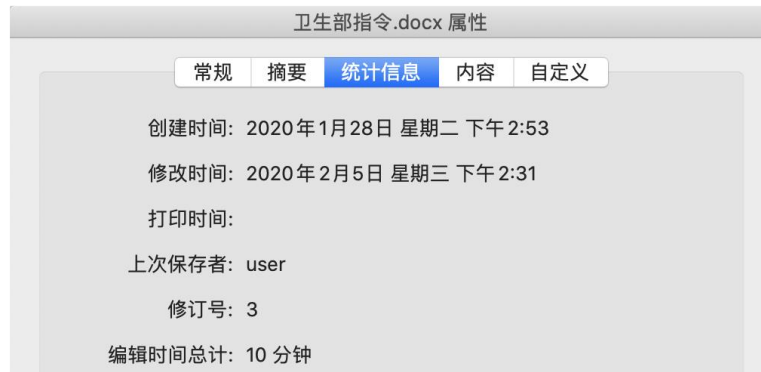 卫生部指令.docx 属性
常规 摘要 统计信息 内容 自定义
创建时间: 2020年1月28日 星期二 下午2:53
修改时间: 2020年2月5日 星期三 下午2:31
打印时间:
上次保存者: user
修订号: 3
编辑时间总计: 10 分钟